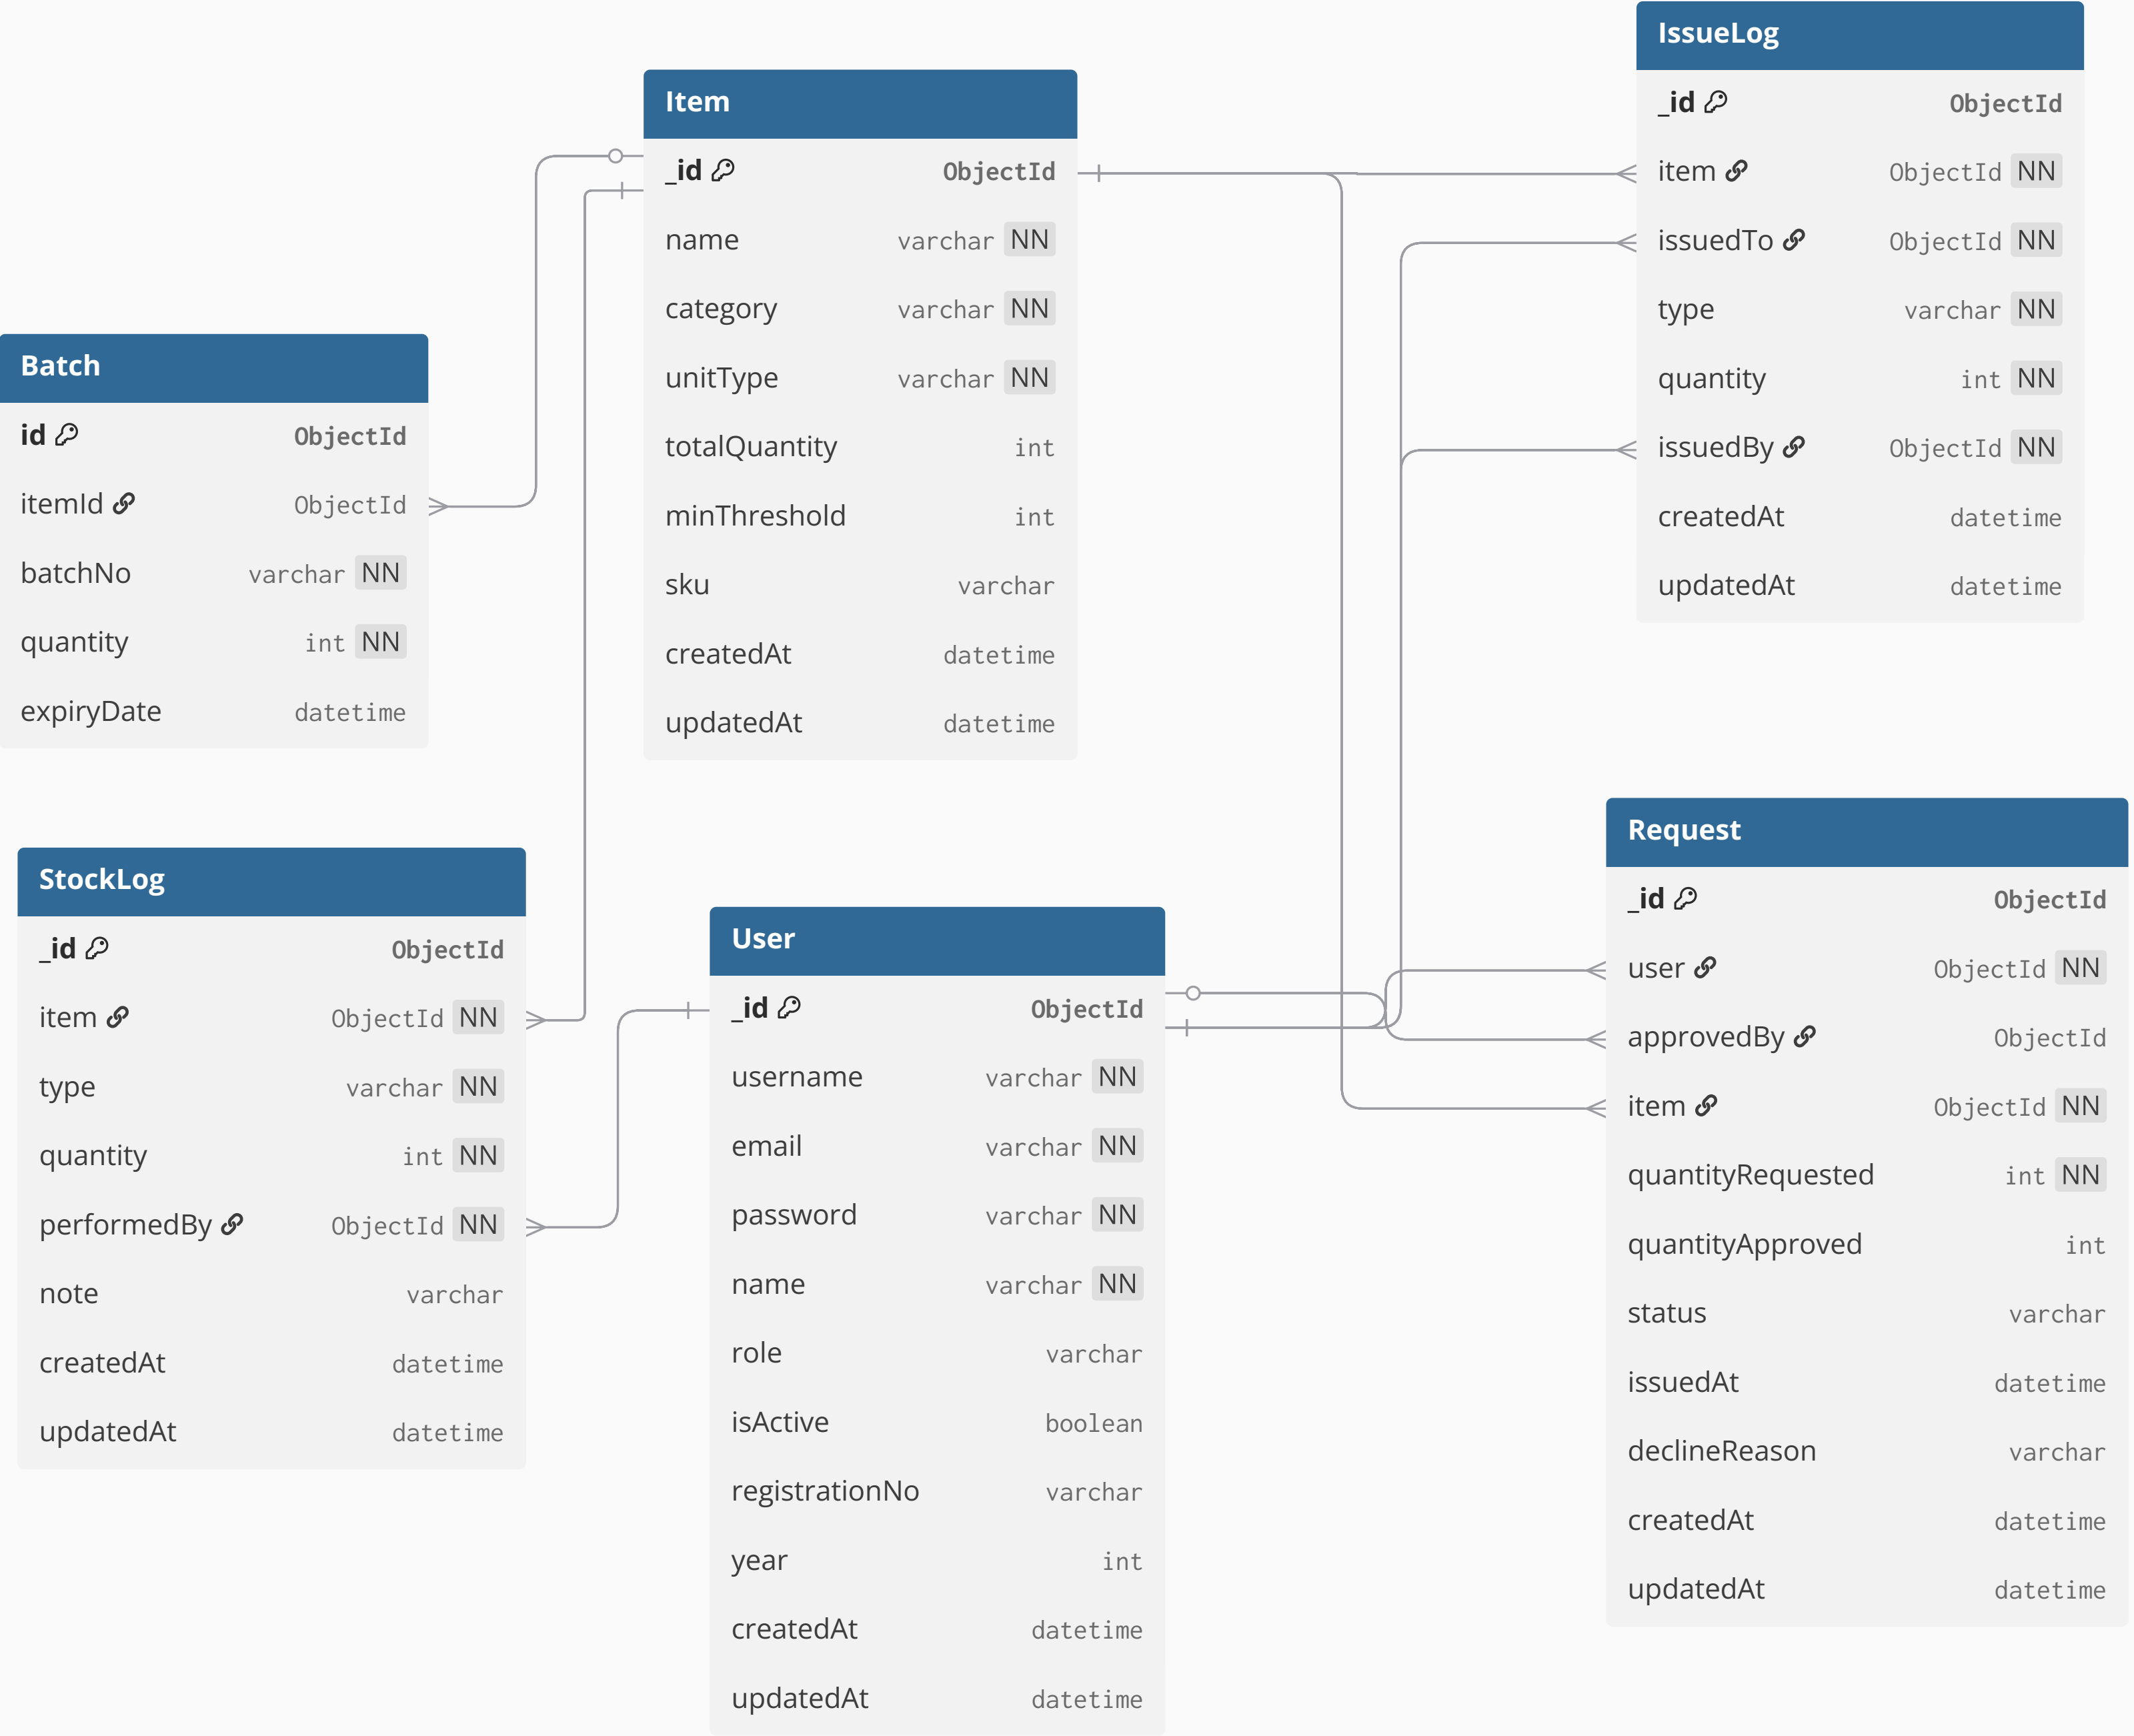 Batch
id ObjectId
itemId ObjectId
batchNo varchar NN
quantity int NN
expiryDate datetime
StockLog
_id ObjectId
item ObjectId NN
type varchar NN
quantity int NN
performedBy ObjectId NN
note varchar
createdAt datetime
updatedAt datetime
Item
_id ObjectId
name varchar NN
category varchar NN
unitType varchar NN
totalQuantity int
minThreshold int
sku varchar
createdAt datetime
updatedAt datetime
User
_id ObjectId
username varchar NN
email varchar NN
password varchar NN
name varchar NN
role varchar
isActive boolean
registrationNo varchar
year int
createdAt datetime
updatedAt datetime
IssueLog
_id ObjectId
item ObjectId NN
issuedTo ObjectId NN
type varchar NN
quantity int NN
issuedBy ObjectId NN
createdAt datetime
updatedAt datetime
Request
_id ObjectId
user ObjectId NN
approvedBy ObjectId
item ObjectId NN
quantityRequested int NN
quantityApproved int
status varchar
issuedAt datetime
declineReason varchar
createdAt datetime
updatedAt datetime